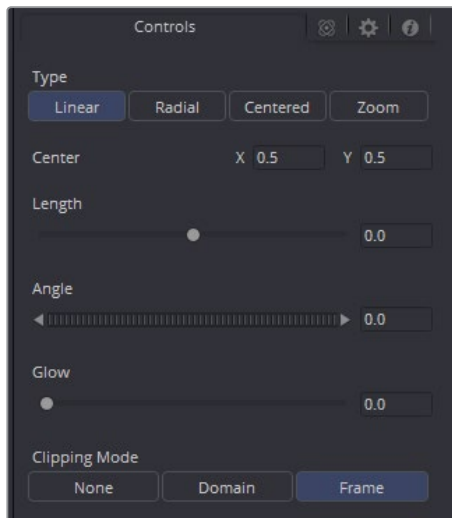 Controls
Type
Linear Radial Centered Zoom
Center X 0.5 Y 0.5
Length
0.0
Angle
0.0
Glow
0.0
Clipping Mode
None Domain Frame